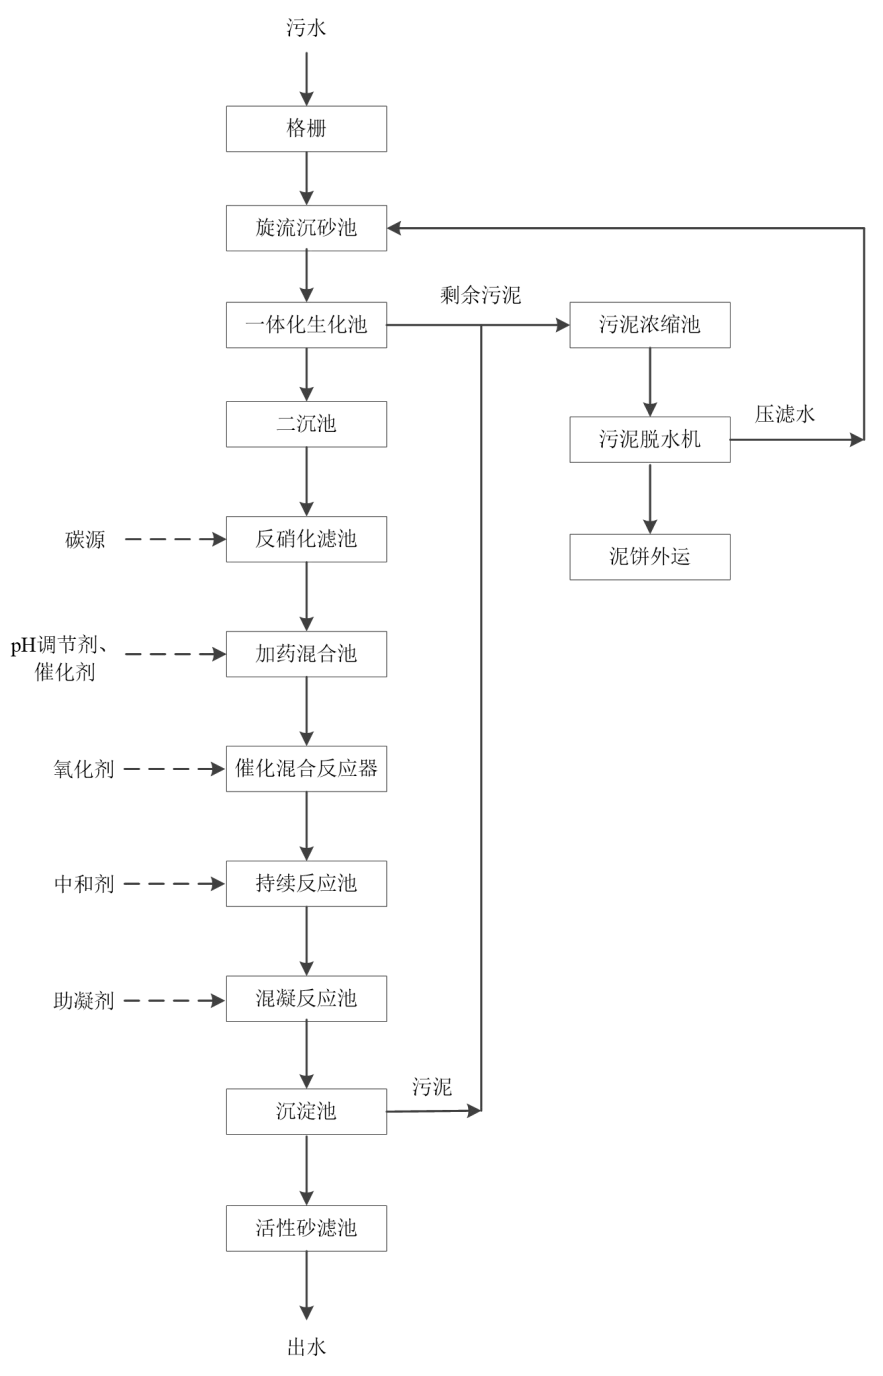 污水
格栅
旋流沉砂池
剩余污泥
一体化生化池
污泥浓缩池
压滤水
二沉池
污泥脱水机
碳源
反硝化滤池
泥饼外运
pH调节剂、
催化剂
加药混合池
氧化剂
催化混合反应器
中和剂
持续反应池
助凝剂
混凝反应池
污泥
沉淀池
活性砂滤池
出水